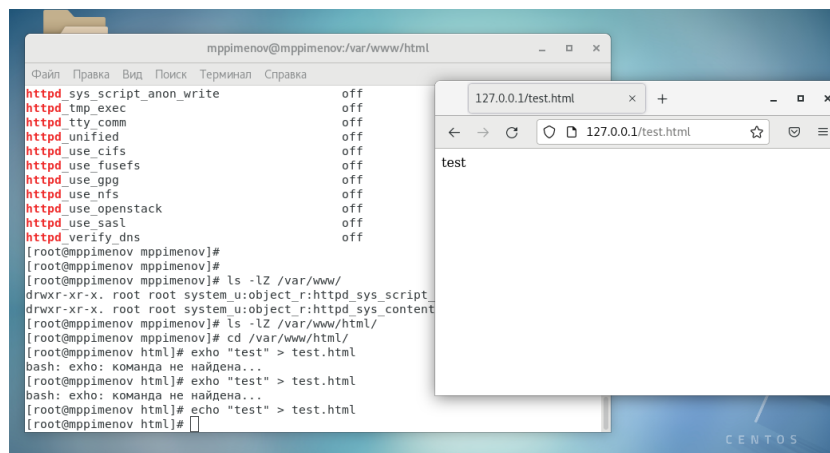 mppimenov@mppimenov:/var/www/html
Файл Правка Вид Поиск Терминал Справка
httpd_sys_script_anon_write off
httpd_tmp_exec off
httpd_tty_comm off
httpd_unified off
httpd_use_cifs off
httpd_use_fusefs off
httpd_use_gpg off
httpd_use_nfs off
httpd_use_openstack off
httpd_use_sasl off
httpd_verify_dns off
[root@mppimenov mppimenov]#
[root@mppimenov mppimenov]#
[root@mppimenov mppimenov]# ls -lZ /var/www/
drwxr-xr-x. root root system_u:object_r:httpd_sys_script_
drwxr-xr-x. root root system_u:object_r:httpd_sys_content
[root@mppimenov mppimenov]# ls -lZ /var/www/html/
[root@mppimenov mppimenov]# cd /var/www/html/
[root@mppimenov html]# exho "test" > test.html
bash: exho: команда не найдена...
[root@mppimenov html]# exho "test" > test.html
bash: exho: команда не найдена...
[root@mppimenov html]# echo "test" > test.html
[root@mppimenov html]#
127.0.0.1/test.html
127.0.0.1/test.html
test
7
CENTOS